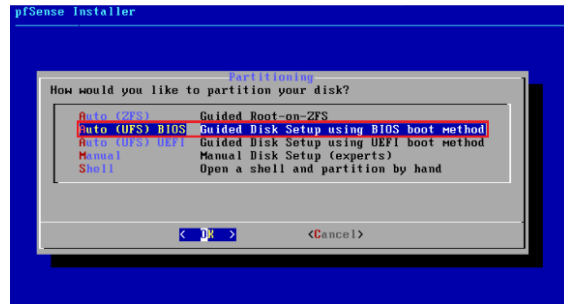 pfSense Installer
Partitioning
How would you like to partition your disk?
Auto (ZFS) Guided Root-on-ZFS
Auto (UFS) BIOS Guided Disk Setup using BIOS boot method
Auto (UFS) UEFI Guided Disk Setup using UEFI boot method
Manual Manual Disk Setup (experts)
Shell Open a shell and partition by hand
< OK > <Cancel>